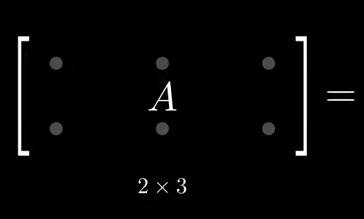 [ A ] =
2 × 3